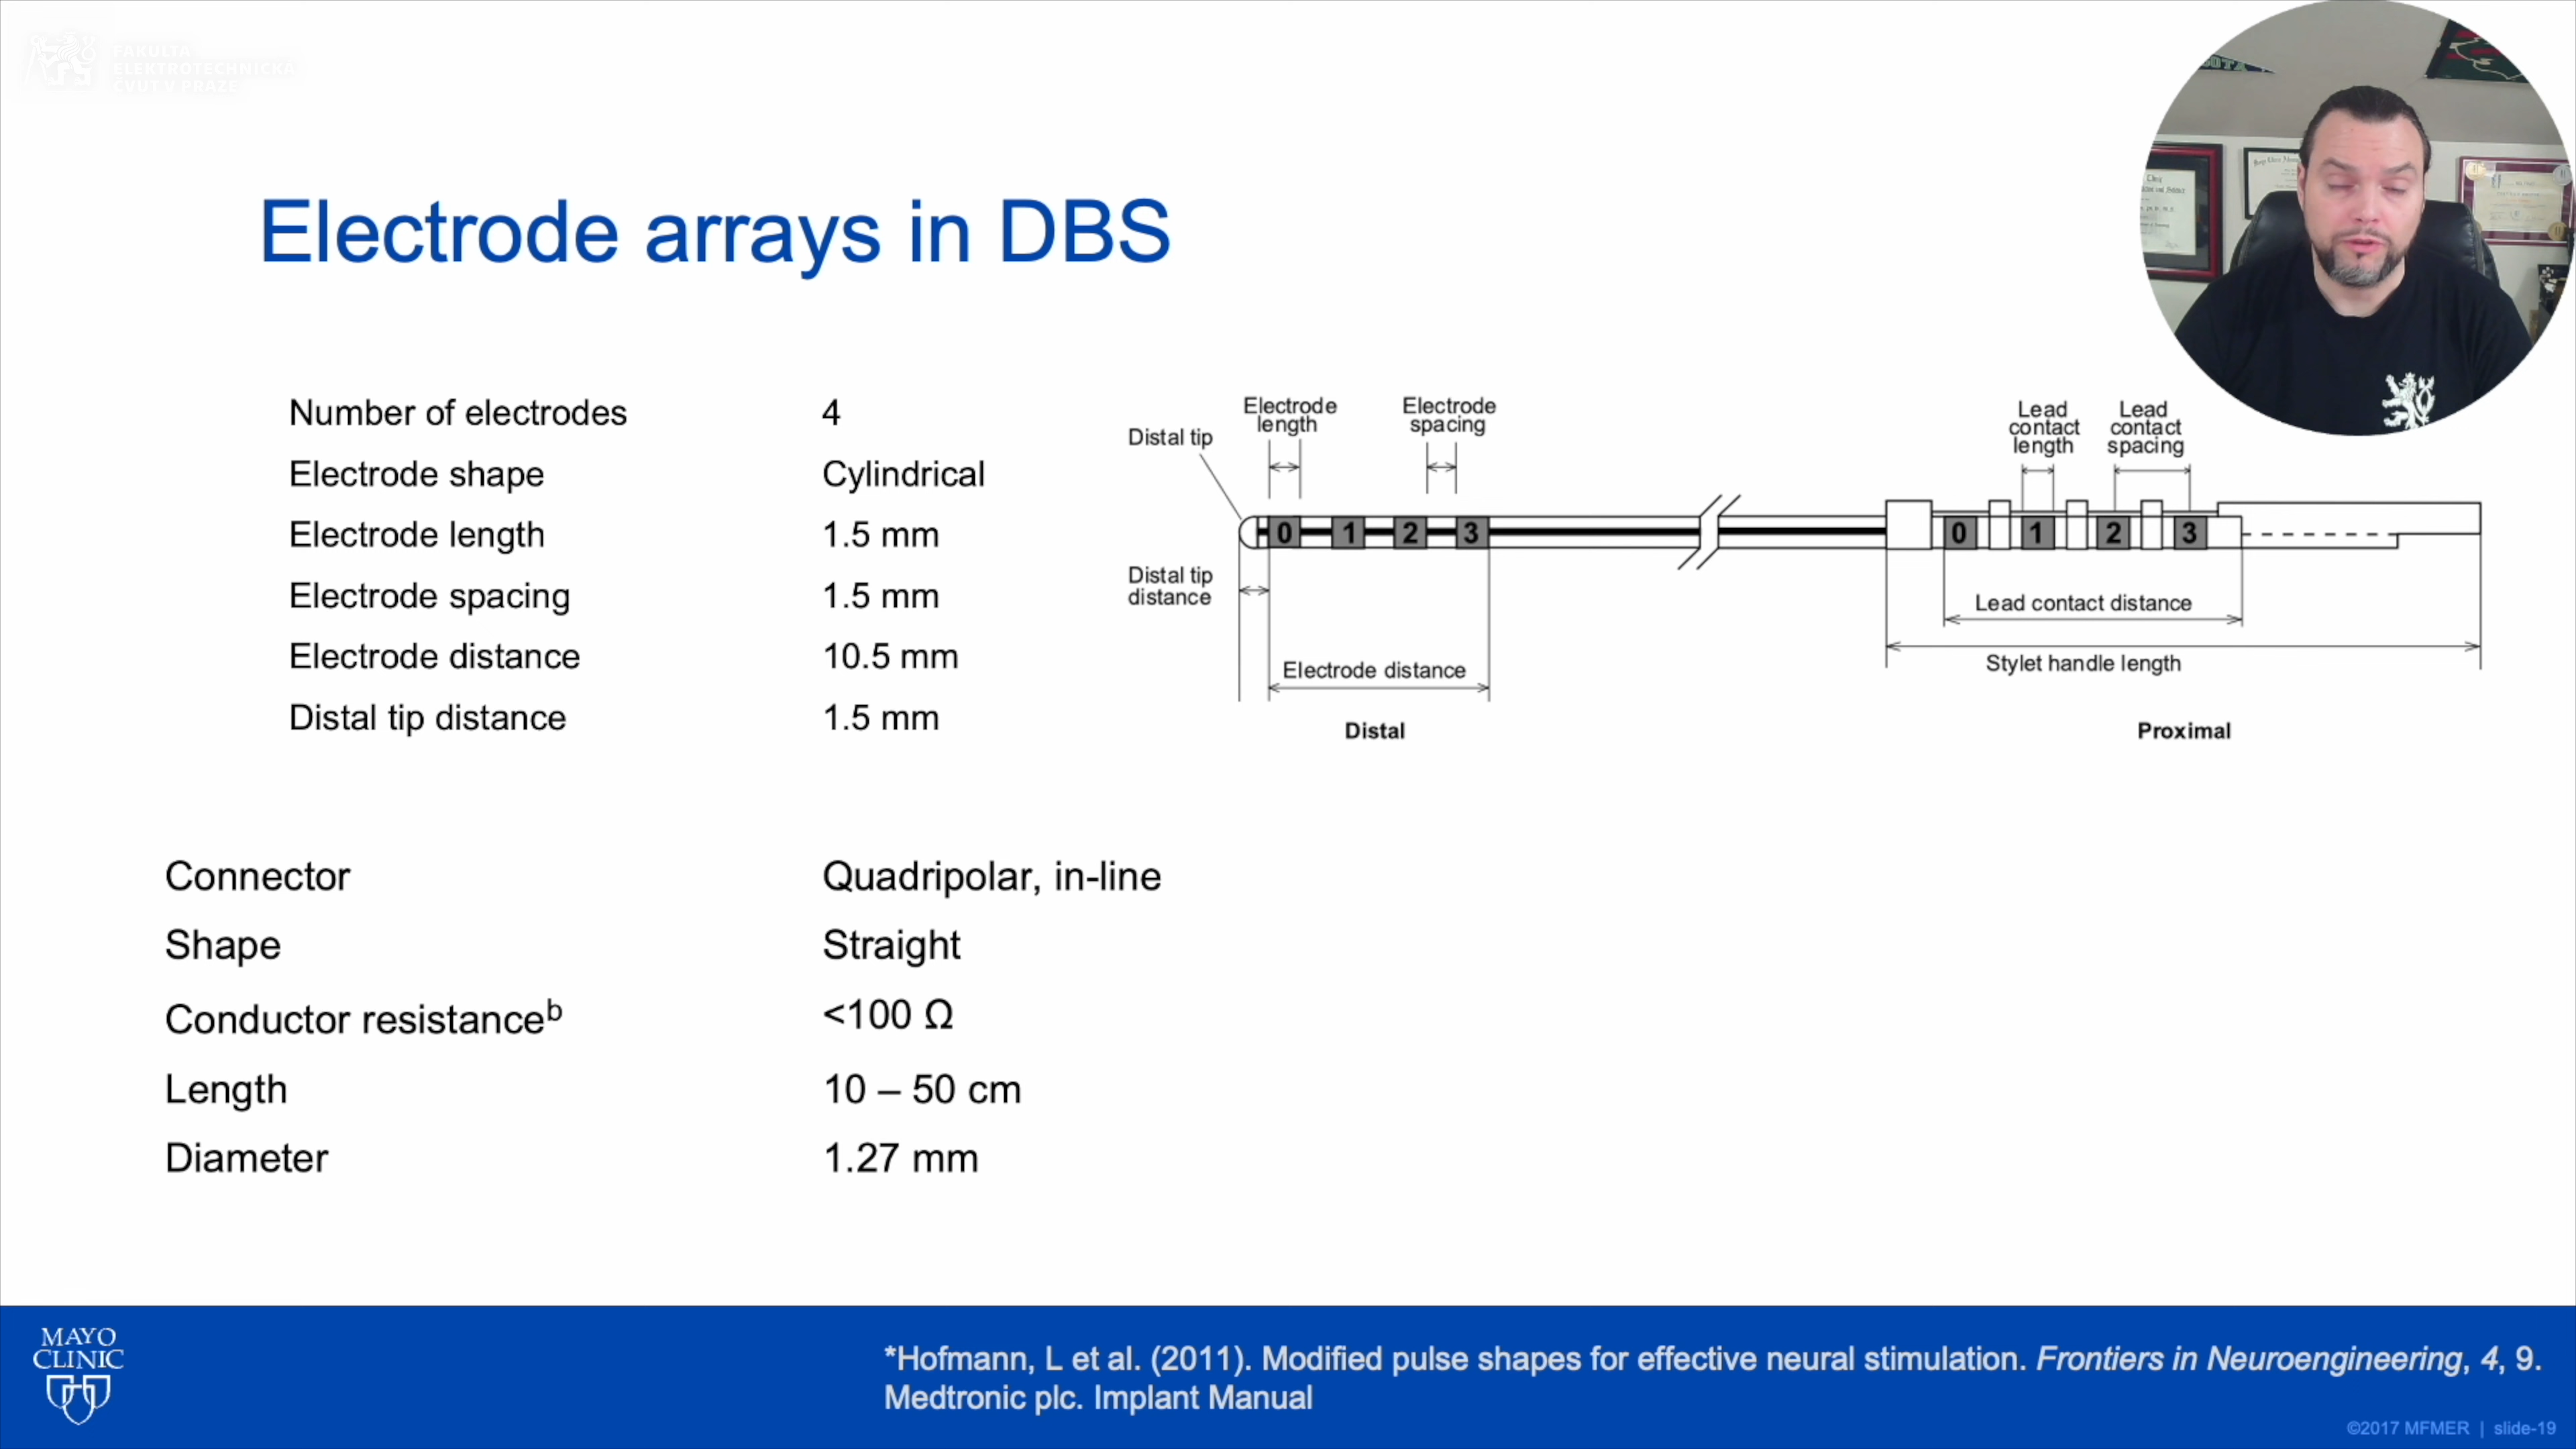 FAKULTA
ELEKTROTECHNICKÁ
ČVUT V PRAZE
Electrode arrays in DBS
Number of electrodes 4
Electrode shape Cylindrical
Electrode length 1.5 mm
Electrode spacing 1.5 mm
Electrode distance 10.5 mm
Distal tip distance 1.5 mm
Distal tip
Electrode
length
Electrode
spacing
Lead
contact
length
Lead
contact
spacing
0 1 2 3
0 1 2 3
Distal tip
distance
Electrode distance
Lead contact distance
Stylet handle length
Distal
Proximal
Connector Quadripolar, in-line
Shape Straight
Conductor resistanceᵇ <100 Ω
Length 10 – 50 cm
Diameter 1.27 mm
MAYO
CLINIC
*Hofmann, L et al. (2011). Modified pulse shapes for effective neural stimulation. Frontiers in Neuroengineering, 4, 9.
Medtronic plc. Implant Manual
©2017 MFMER | slide-19